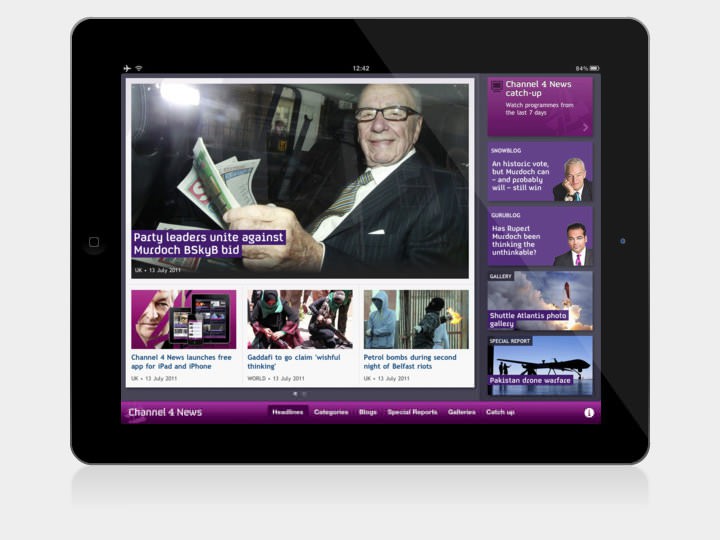 12:42
84%
Party leaders unite against
Murdoch BSkyB bid
UK • 13 July 2011
Channel 4 News launches free
app for iPad and iPhone
UK • 13 July 2011
Gaddafi to go claim 'wishful
thinking'
WORLD • 13 July 2011
Petrol bombs during second
night of Belfast riots
UK • 13 July 2011
Channel 4 News
catch-up
Watch programmes from
the last 7 days
SNOWBLOG
An historic vote,
but Murdoch can
– and probably
will – still win
GURUBLOG
Has Rupert
Murdoch been
thinking the
unthinkable?
GALLERY
Shuttle Atlantis photo
gallery
SPECIAL REPORT
Pakistan drone warfare
Channel 4 News
Headlines Categories Blogs Special Reports Galleries Catch up